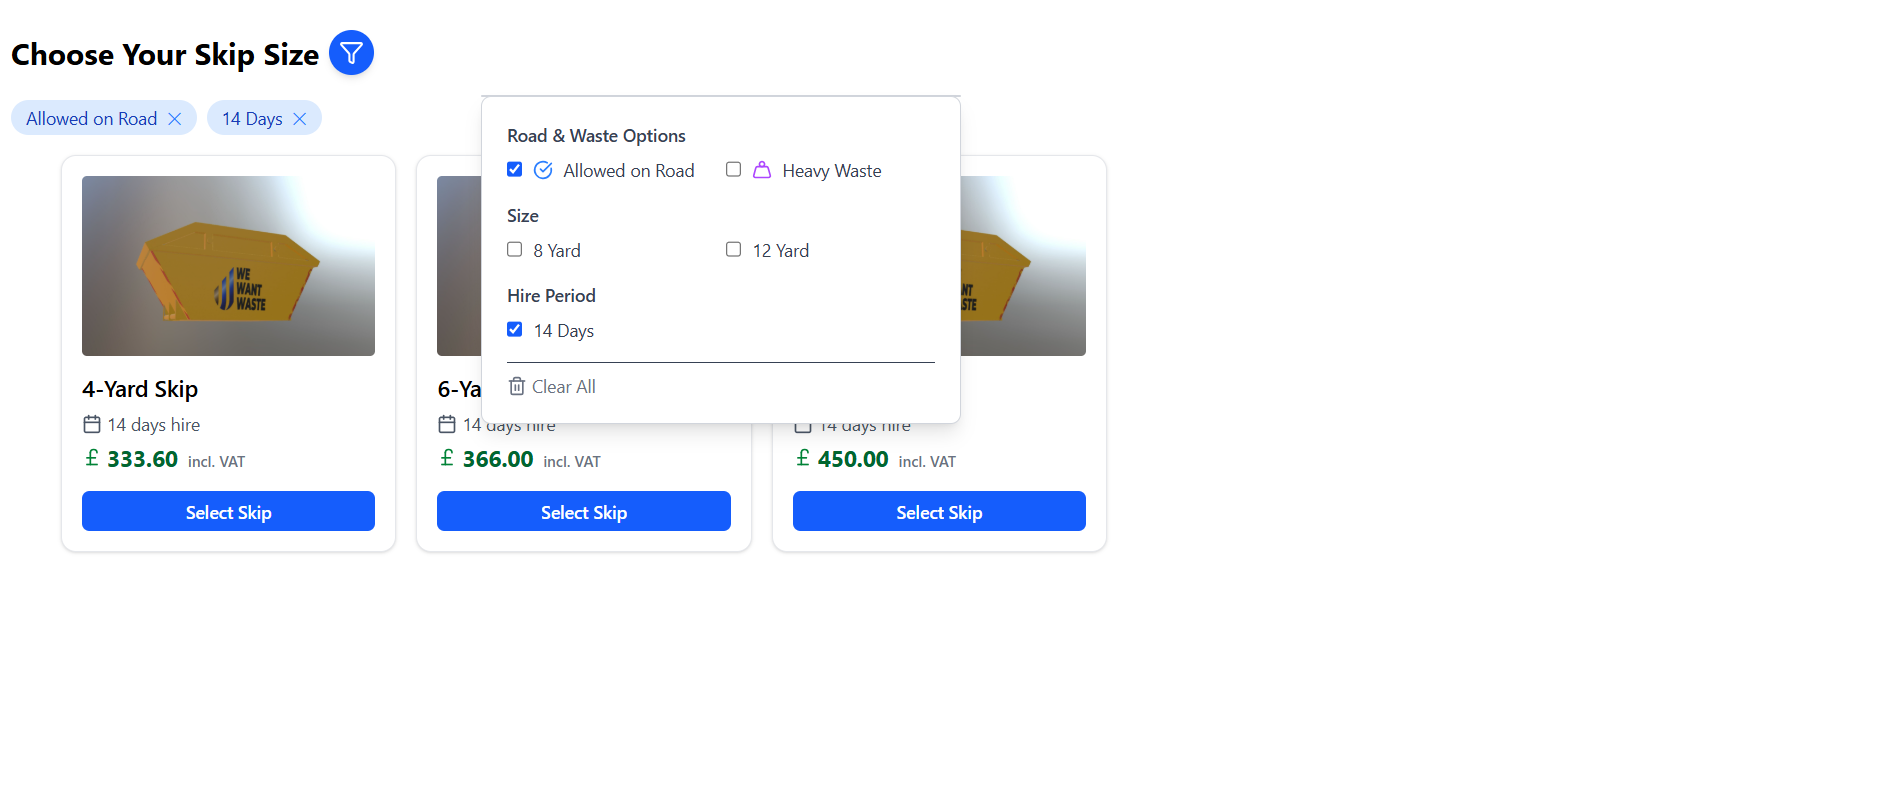 Choose Your Skip Size
Allowed on Road
14 Days
Road & Waste Options
Allowed on Road
Heavy Waste
Size
8 Yard
12 Yard
Hire Period
14 Days
Clear All
WE
WANT
WASTE
4-Yard Skip
14 days hire
£ 333.60 incl. VAT
Select Skip
6-Ya
14 days hire
£ 366.00 incl. VAT
Select Skip
NT
STE
14 days hire
£ 450.00 incl. VAT
Select Skip